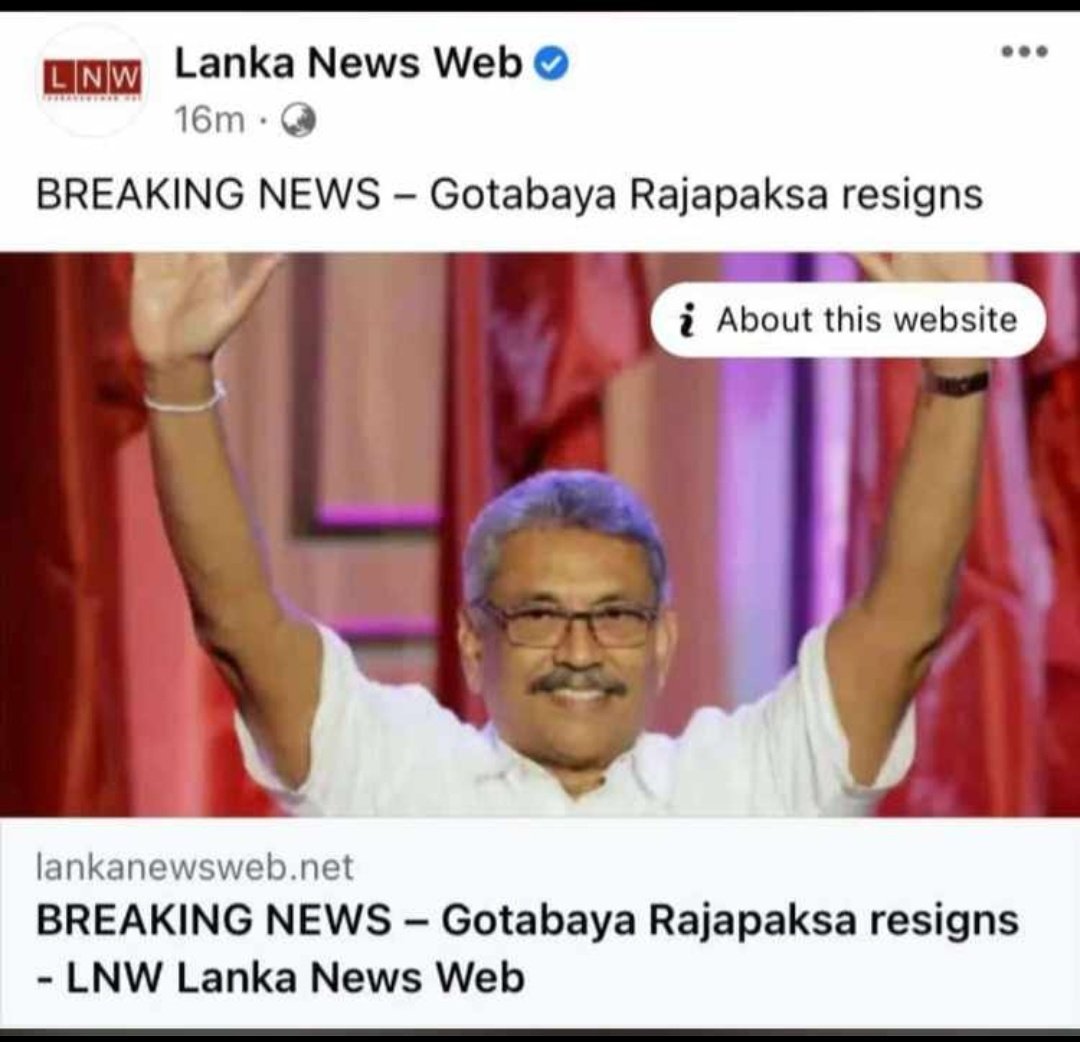 LNW
Lanka News Web
16m ·
BREAKING NEWS – Gotabaya Rajapaksa resigns
i About this website
lankanewsweb.net
BREAKING NEWS – Gotabaya Rajapaksa resigns
- LNW Lanka News Web